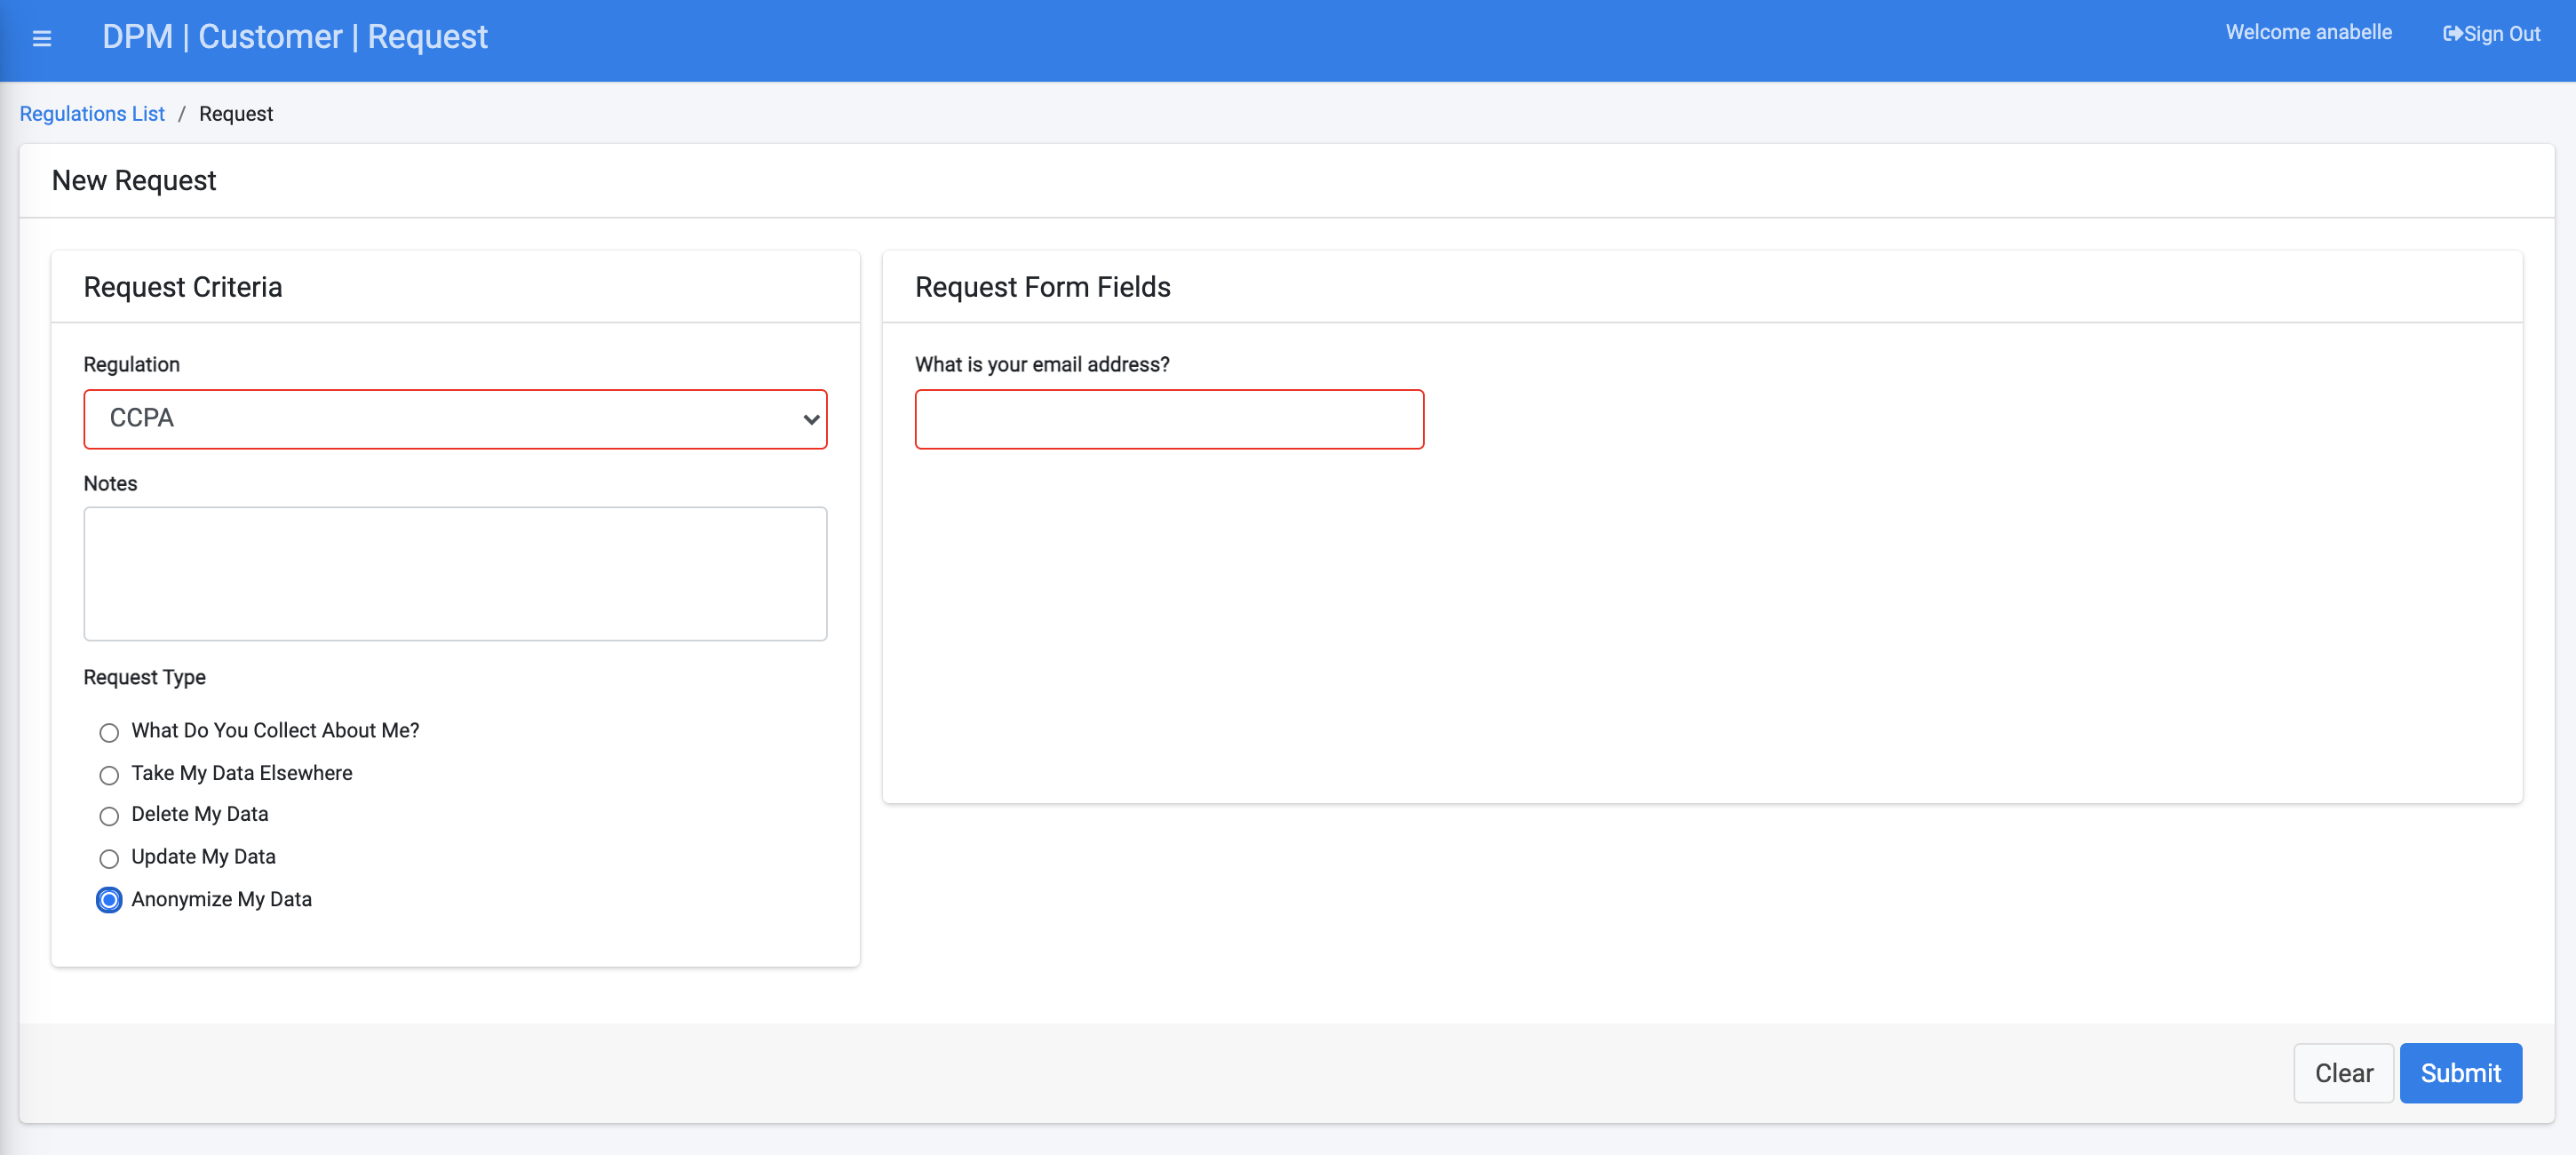 DPM | Customer | Request
Welcome anabelle
Sign Out
Regulations List / Request
New Request
Request Criteria
Regulation
CCPA
Notes
Request Type
What Do You Collect About Me?
Take My Data Elsewhere
Delete My Data
Update My Data
Anonymize My Data
Request Form Fields
What is your email address?
Clear
Submit